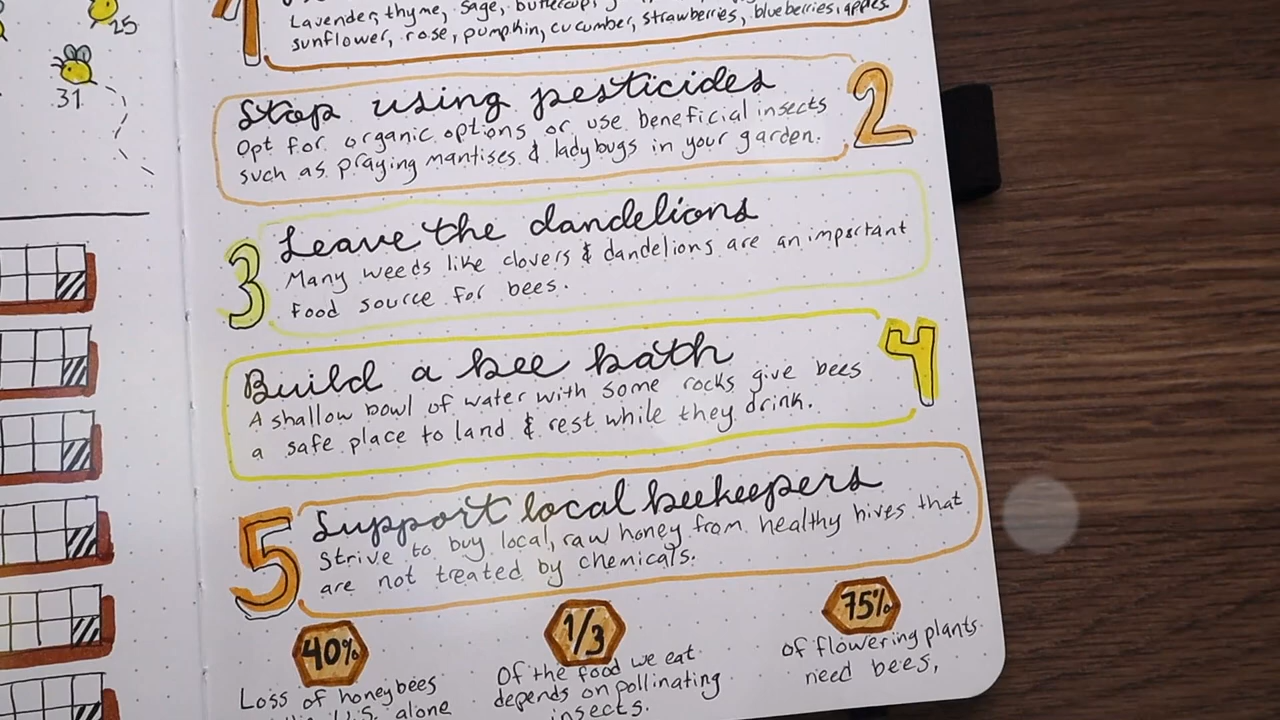 25
31
1
Lavender, thyme, sage, buttercup,
sunflower, rose, pumpkin, cucumber, strawberries, blueberries, apples
2
Stop using pesticides
Opt for organic options or use beneficial insects
such as praying mantises & ladybugs in your garden.
3
Leave the dandelions
Many weeds like clovers & dandelions are an important
food source for bees.
4
Build a bee bath
A shallow bowl of water with some rocks give bees
a safe place to land & rest while they drink.
5
Support local beekeepers
Strive to buy local, raw honey from healthy hives that
are not treated by chemicals.
40%
Loss of honeybees
U.S. alone
1/3
Of the food we eat
depends on pollinating
insects.
75%
of flowering plants
need bees,